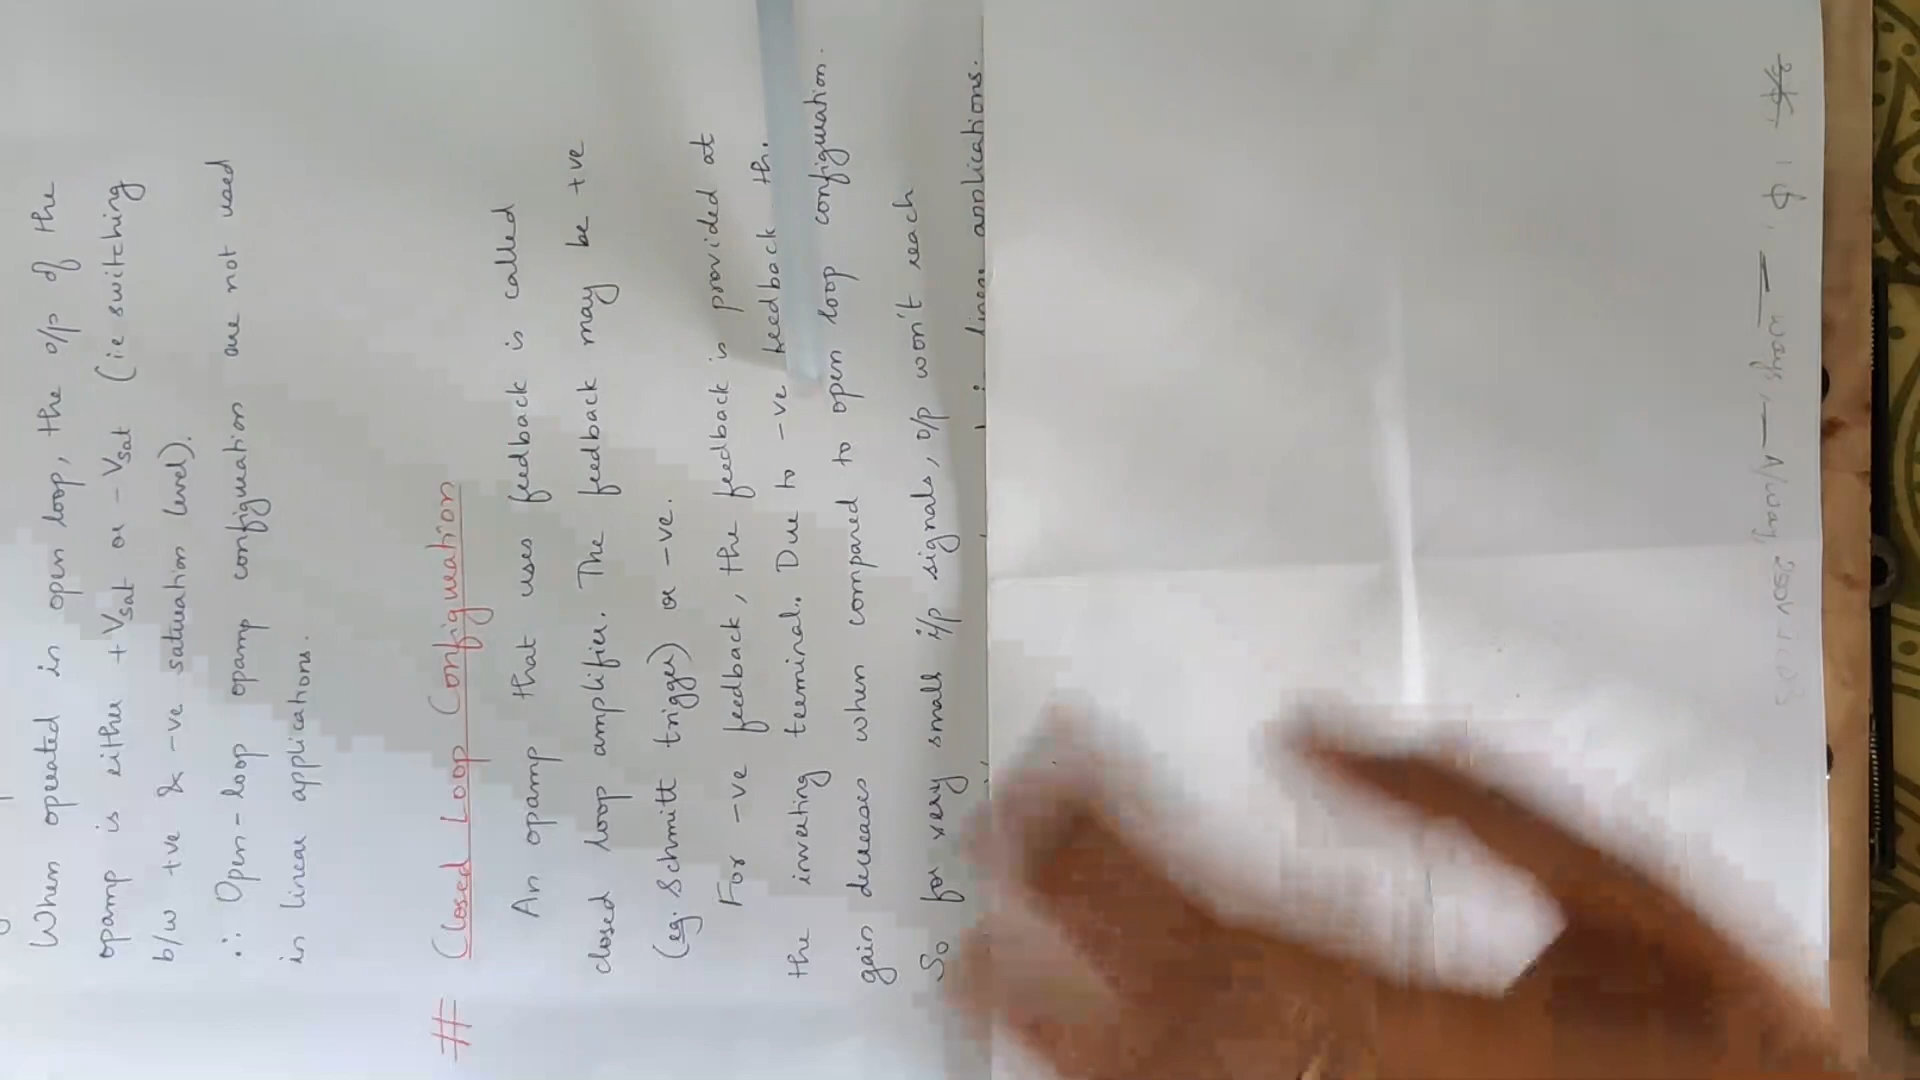 When operated in open loop, the o/p of the
opamp is either + Vsat or - Vsat (ie switching
b/w +ve & -ve saturation level).
∴ Open-loop opamp configuration are not used
in linear applications.
# Closed Loop Configuration
An opamp that uses feedback is called
closed loop amplifier. The feedback may be +ve
(eg. Schmitt trigger) or -ve.
For -ve feedback, the feedback is provided at
the inverting terminal. Due to -ve feedback
gain decreases when compared to open loop configuration.
So for very small i/p signals, o/p won't reach
linear applications.